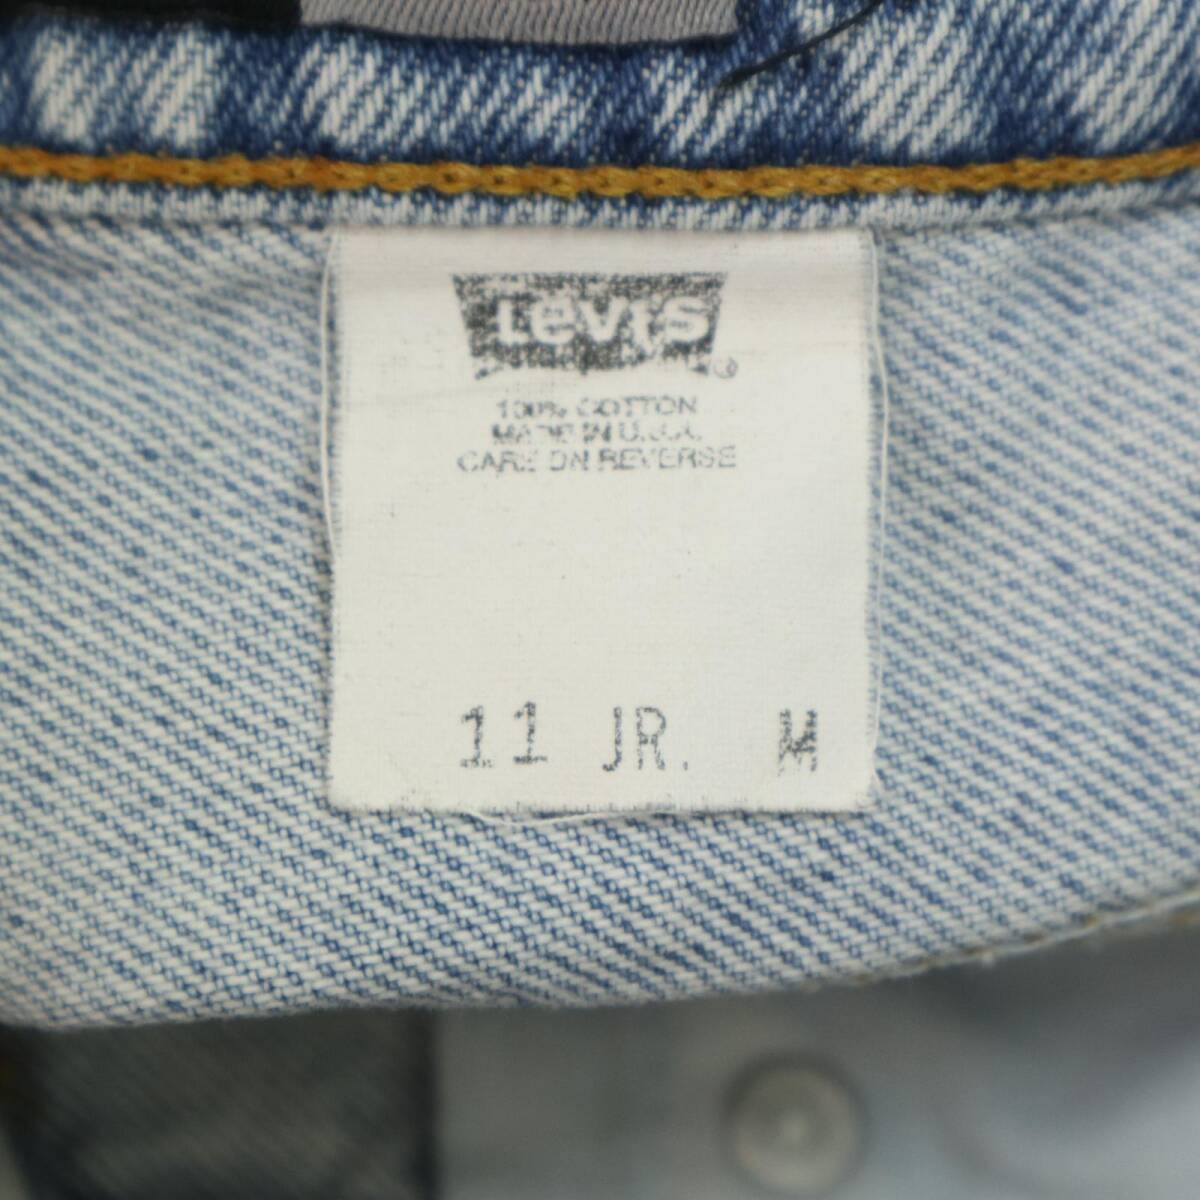 Levi's
®
100% COTTON
MADE IN U.S.A.
CARE ON REVERSE
11 JR. M